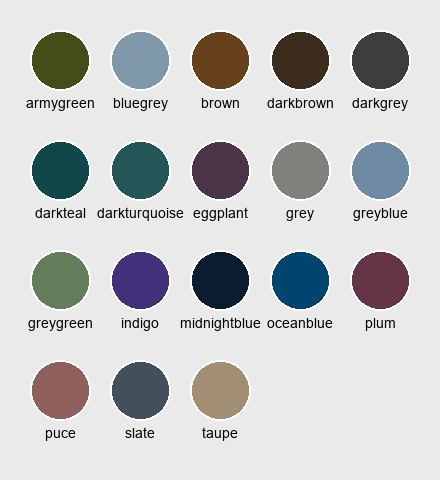 armygreen bluegrey brown darkbrown darkgrey
darkteal darkturquoise eggplant grey greyblue
greygreen indigo midnightblue oceanblue plum
puce slate taupe